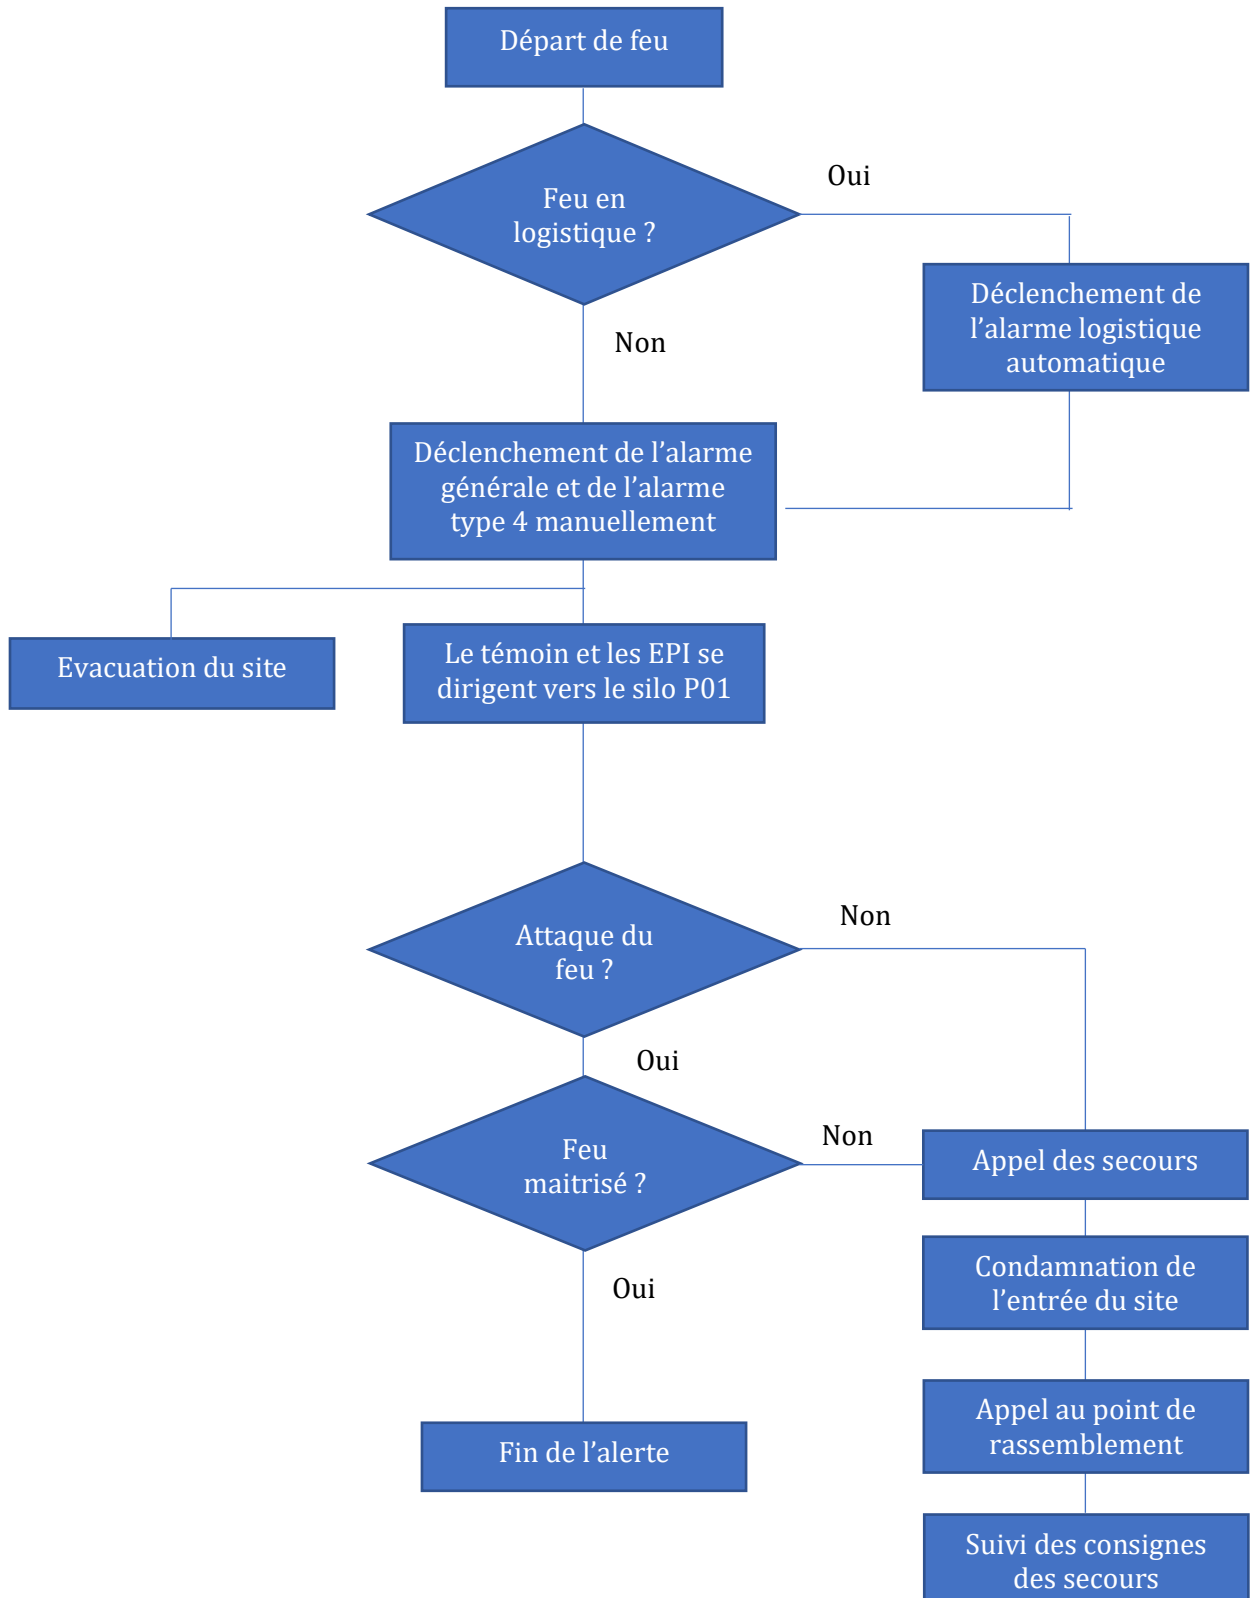 Départ de feu
Oui
Feu en
logistique ?
Déclenchement de
l’alarme logistique
automatique
Non
Déclenchement de l’alarme
générale et de l’alarme
type 4 manuellement
Evacuation du site
Le témoin et les EPI se
dirigent vers le silo P01
Non
Attaque du
feu ?
Oui
Non
Feu
maitrisé ?
Appel des secours
Condamnation de
l’entrée du site
Oui
Appel au point de
rassemblement
Fin de l’alerte
Suivi des consignes
des secours